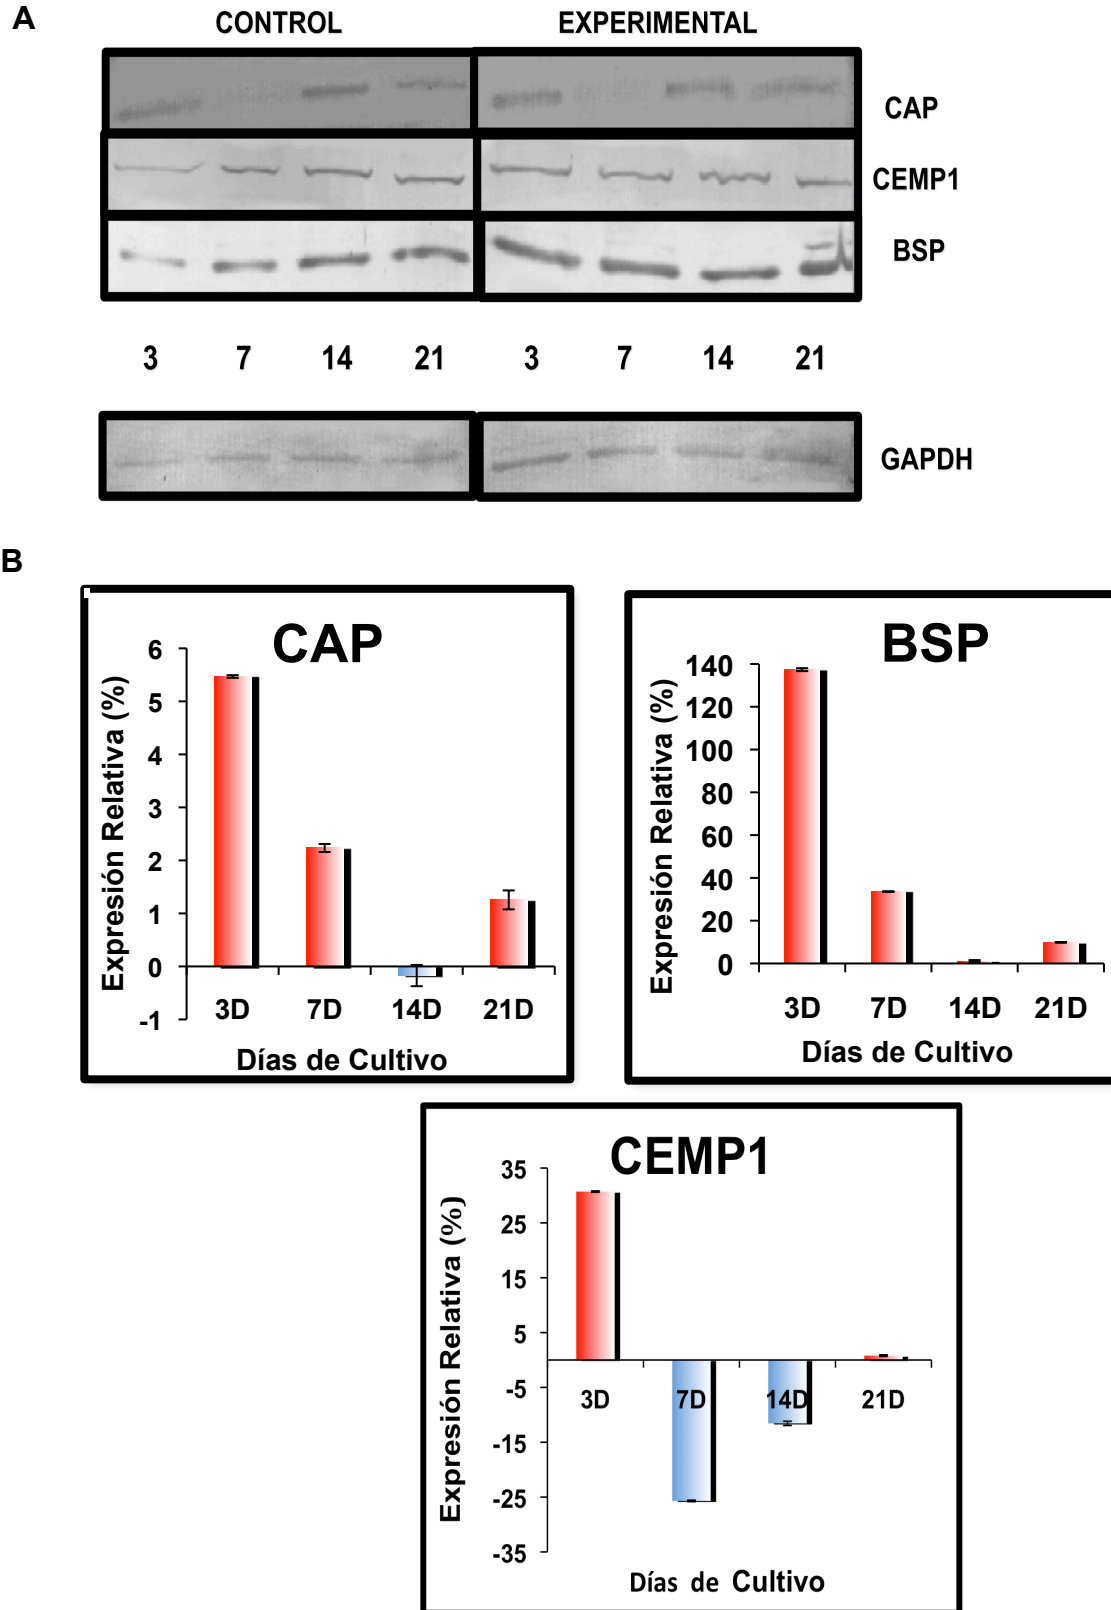 A
CONTROL EXPERIMENTAL
CAP
CEMP1
BSP
3 7 14 21 3 7 14 21
GAPDH
B
CAP
6
5
4
3
2
1
0
-1
Expresión Relativa (%)
3D 7D 14D 21D
Días de Cultivo
BSP
140
120
100
80
60
40
20
0
Expresión Relativa (%)
3D 7D 14D 21D
Días de Cultivo
CEMP1
35
25
15
5
-5
-15
-25
-35
Expresión Relativa (%)
3D 7D 14D 21D
Días de Cultivo